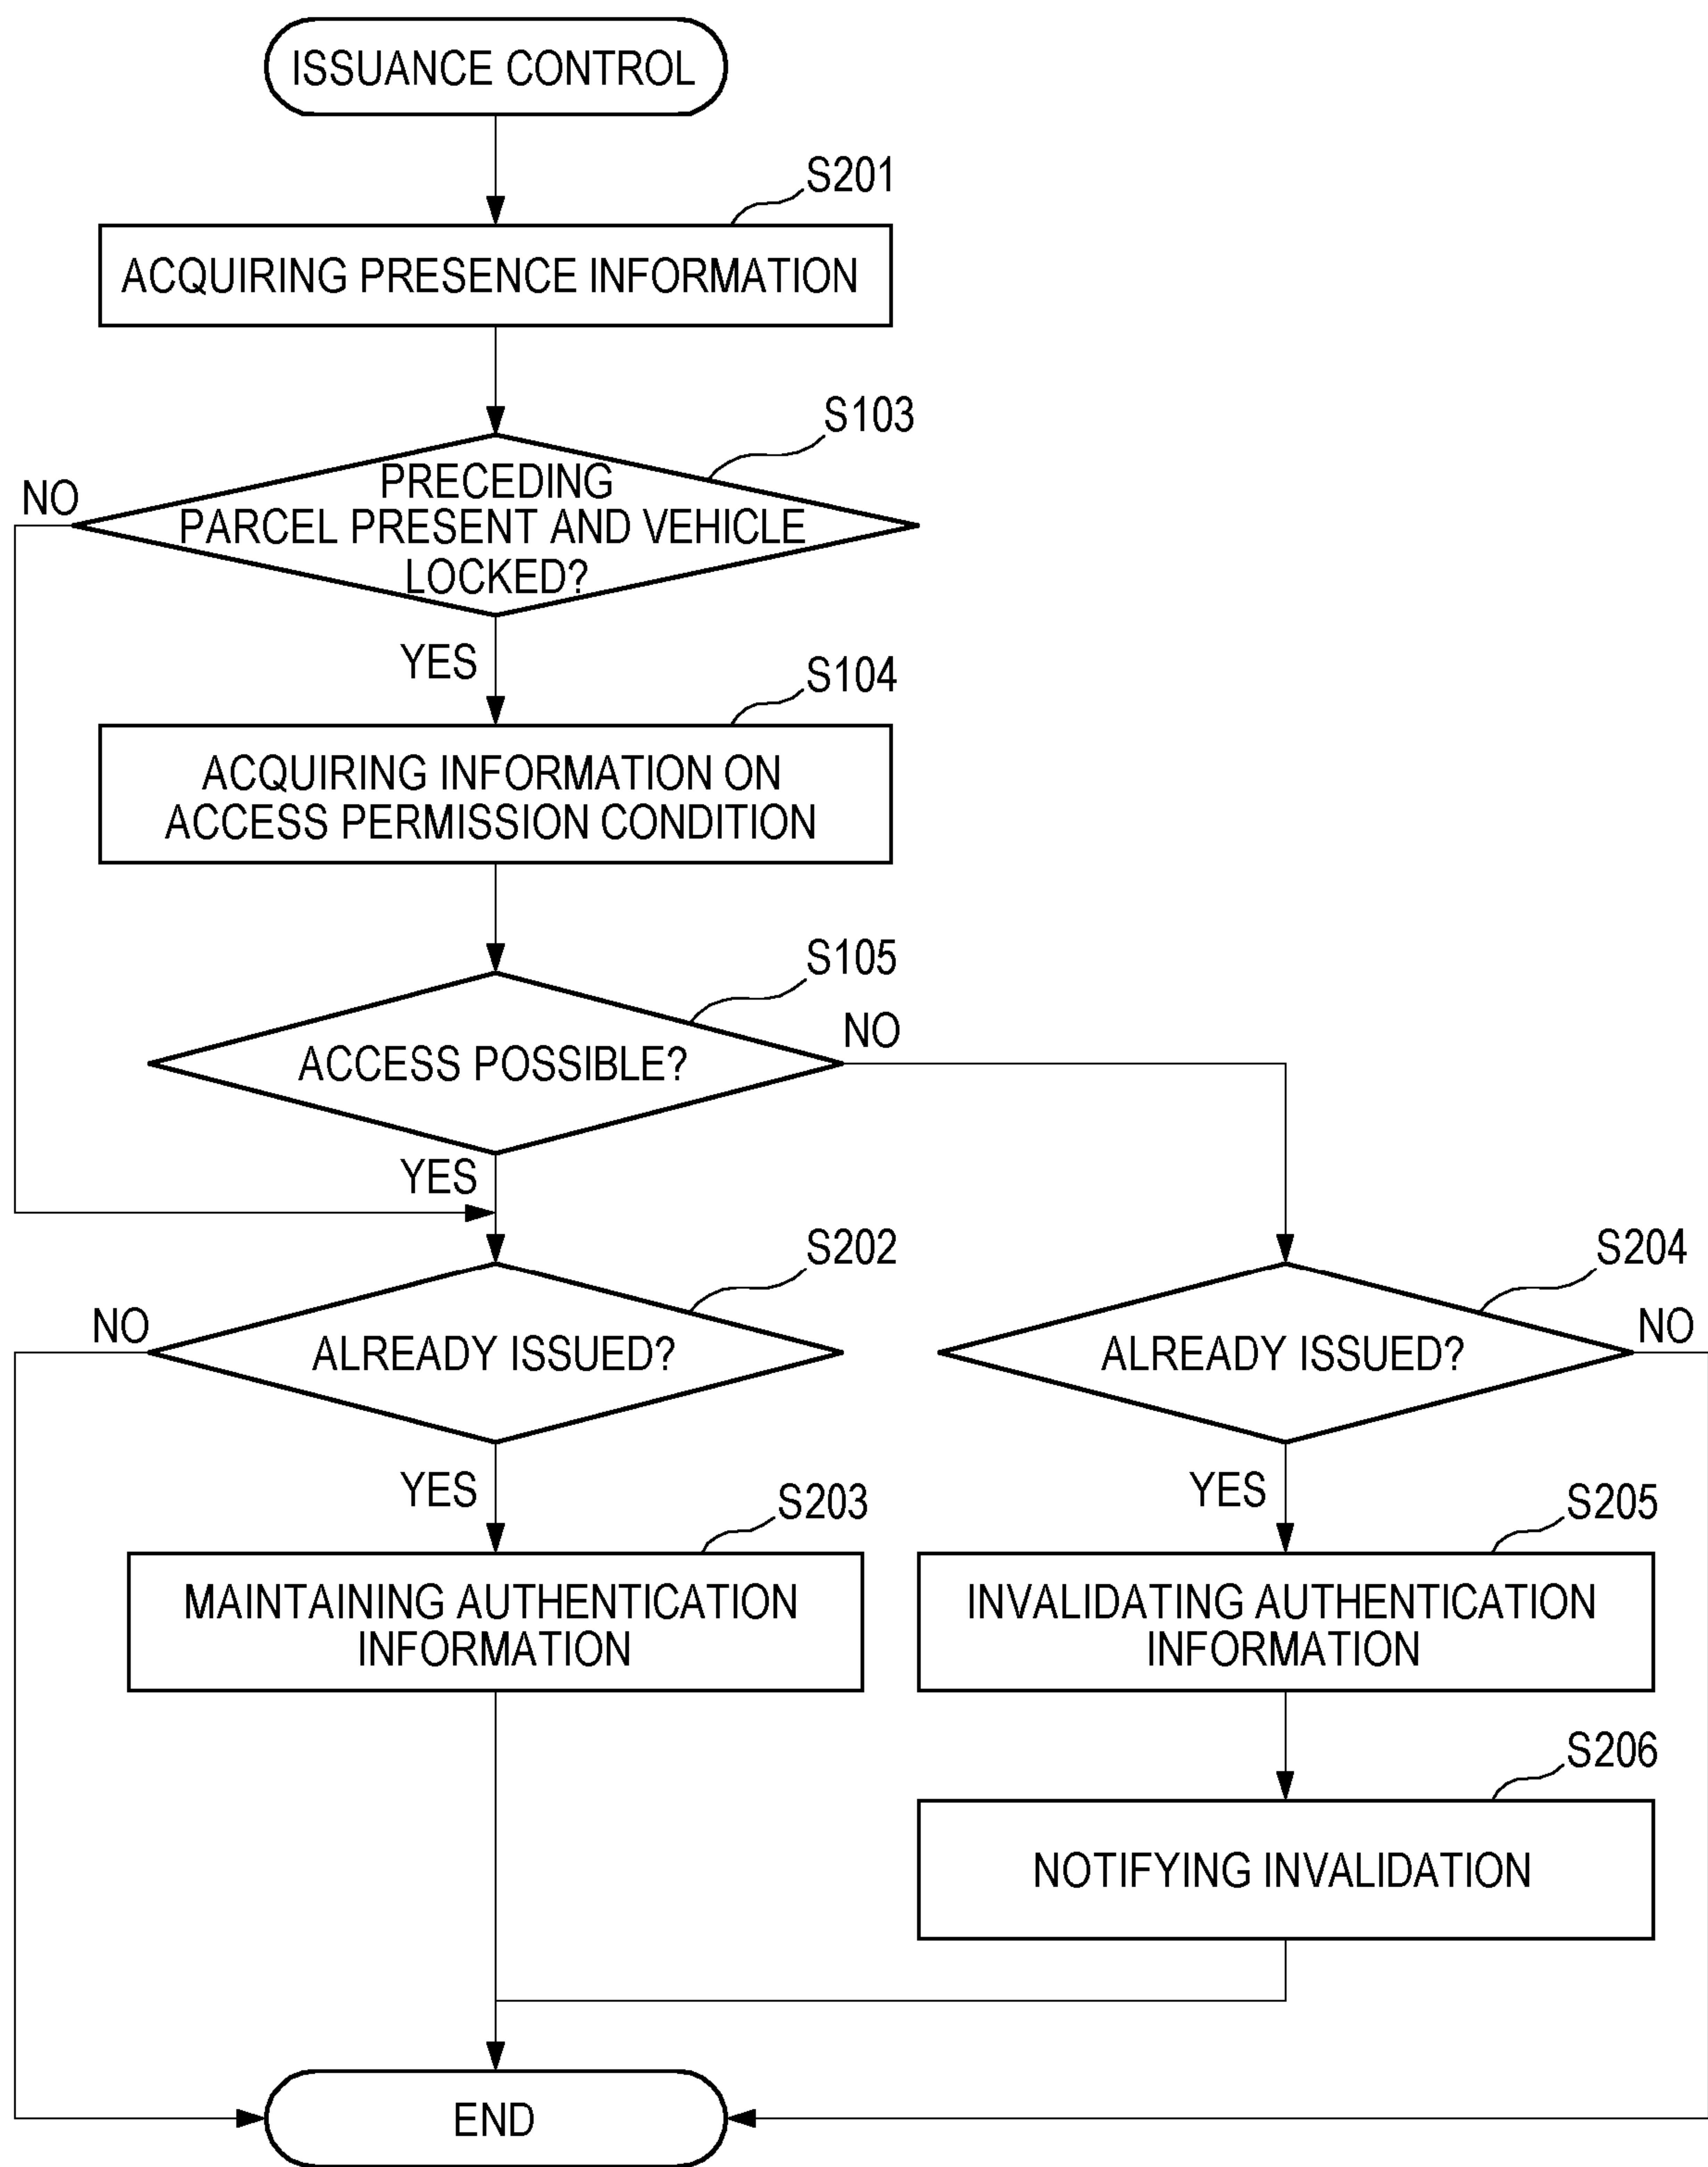 ISSUANCE CONTROL
S201
ACQUIRING PRESENCE INFORMATION
S103
PRECEDING
PARCEL PRESENT AND VEHICLE
LOCKED?
NO
YES
S104
ACQUIRING INFORMATION ON
ACCESS PERMISSION CONDITION
S105
ACCESS POSSIBLE?
NO
YES
S202
ALREADY ISSUED?
NO
YES
S204
ALREADY ISSUED?
NO
YES
S203
MAINTAINING AUTHENTICATION
INFORMATION
S205
INVALIDATING AUTHENTICATION
INFORMATION
S206
NOTIFYING INVALIDATION
END